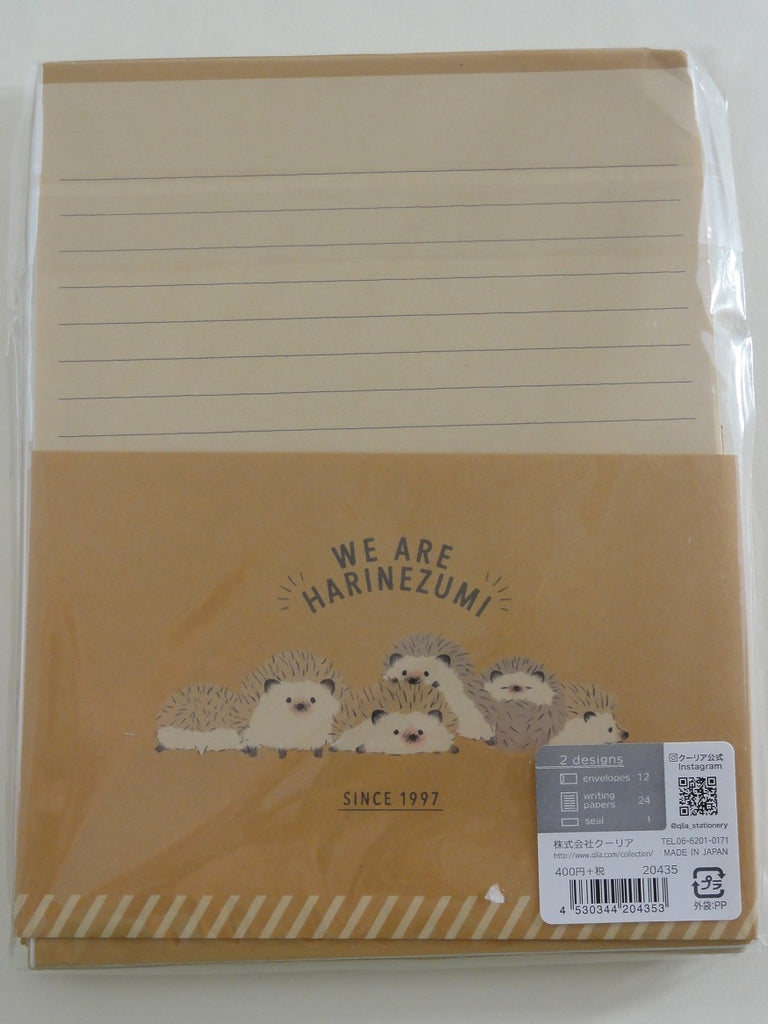 WE ARE
HARINEZUMI
SINCE 1997
2 designs
envelopes 12
writing
papers 24
seal 1
クーリア公式
Instagram
@qlia_stationery
株式会社クーリア
TEL06-6201-0171
http://www.qlia.com/collection/
MADE IN JAPAN
400円+税
20435
4 530344 204353
プラ
外袋:PP